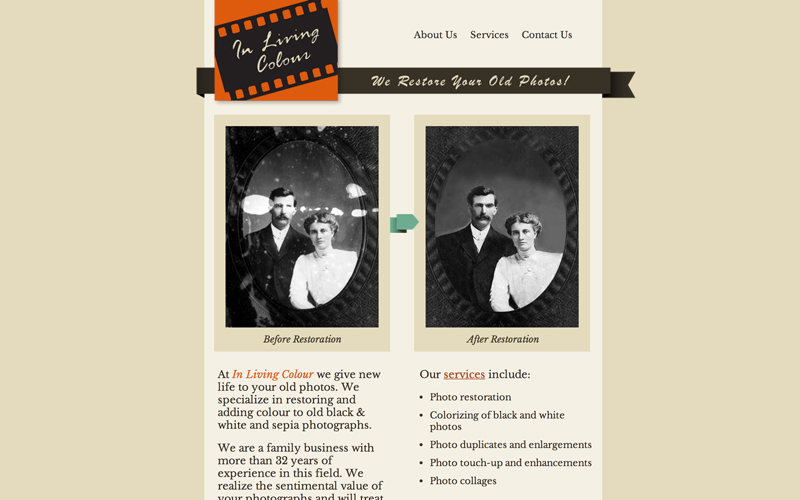 In Living
Colour
About Us Services Contact Us
We Restore Your Old Photos!
Before Restoration
After Restoration
At In Living Colour we give new
life to your old photos. We
specialize in restoring and
adding colour to old black &
white and sepia photographs.
We are a family business with
more than 32 years of
experience in this field. We
realize the sentimental value of
your photographs and will treat
Our services include:
• Photo restoration
• Colorizing of black and white
photos
• Photo duplicates and enlargements
• Photo touch-up and enhancements
• Photo collages